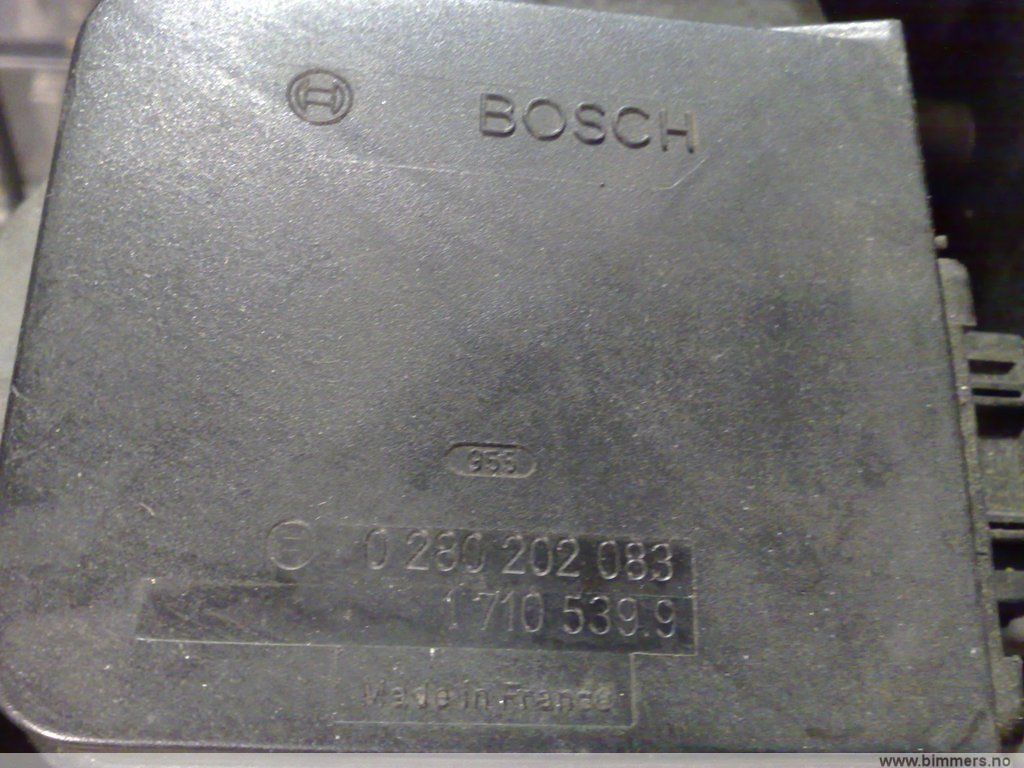 BOSCH
955
0 280 202 083
1 710 539.9
Made in France
www.bimmers.no